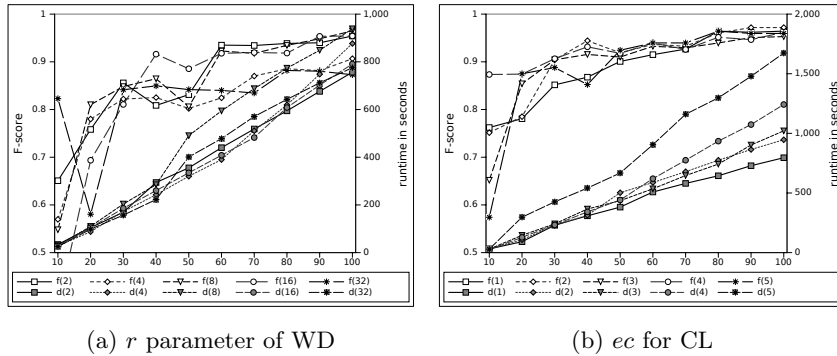 1
0.9
0.8
0.7
0.6
0.5
F-score
10 20 30 40 50 60 70 80 90 100
1,000
800
600
400
200
0
runtime in seconds
f(2) f(4) f(8) f(16) f(32)
d(2) d(4) d(8) d(16) d(32)
(a) r parameter of WD
1
0.9
0.8
0.7
0.6
0.5
F-score
10 20 30 40 50 60 70 80 90 100
2,000
1,500
1,000
500
0
runtime in seconds
f(1) f(2) f(3) f(4) f(5)
d(1) d(2) d(3) d(4) d(5)
(b) ec for CL